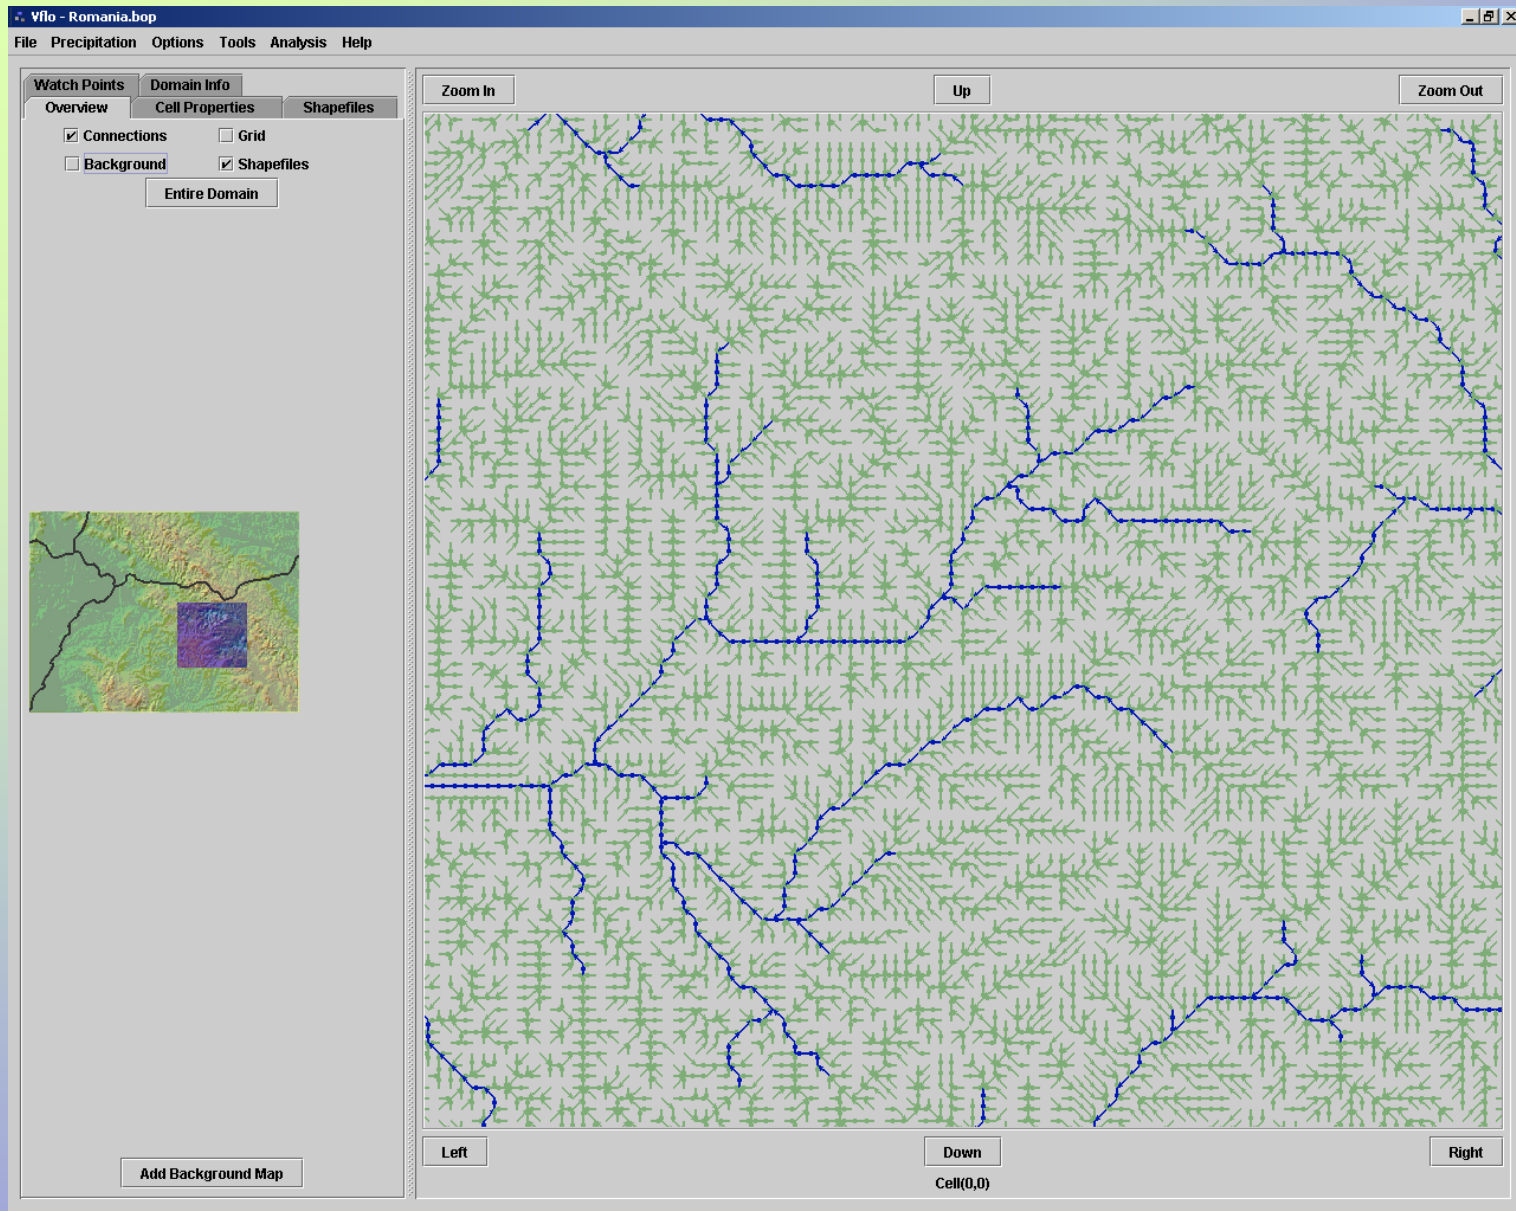 Vflo - Romania.bop
File Precipitation Options Tools Analysis Help
Watch Points Domain Info
Overview Cell Properties Shapefiles
Connections Grid
Background Shapefiles
Entire Domain
Add Background Map
Zoom In Up Zoom Out
Left Down Right
Cell(0,0)